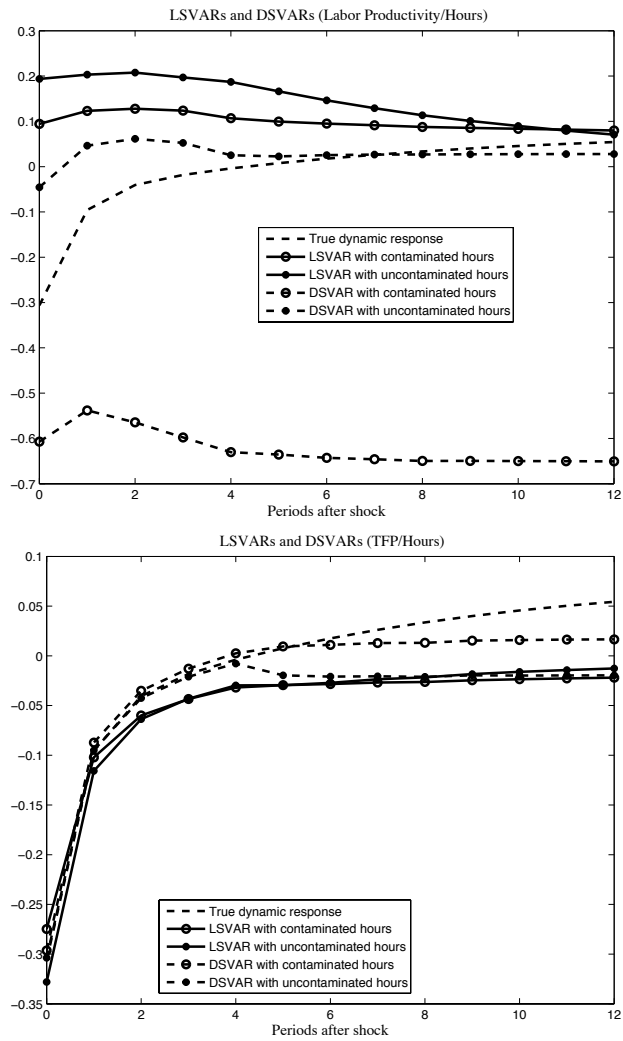 LSVARs and DSVARs (Labor Productivity/Hours)
0.3
0.2
0.1
0
−0.1
−0.2
−0.3
−0.4
−0.5
−0.6
−0.7
True dynamic response
LSVAR with contaminated hours
LSVAR with uncontaminated hours
DSVAR with contaminated hours
DSVAR with uncontaminated hours
0 2 4 6 8 10 12
Periods after shock
LSVARs and DSVARs (TFP/Hours)
0.1
0.05
0
−0.05
−0.1
−0.15
−0.2
−0.25
−0.3
−0.35
True dynamic response
LSVAR with contaminated hours
LSVAR with uncontaminated hours
DSVAR with contaminated hours
DSVAR with uncontaminated hours
0 2 4 6 8 10 12
Periods after shock